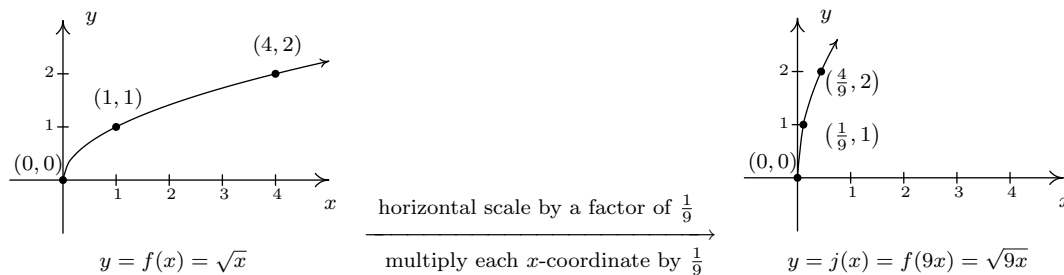 y
(4, 2)
2
(1, 1)
1
(0, 0)
1 2 3 4
x
y = f(x) = √x
horizontal scale by a factor of 1/9
multiply each x-coordinate by 1/9
y
2
(4/9, 2)
1
(1/9, 1)
(0, 0)
1 2 3 4
x
y = j(x) = f(9x) = √9x